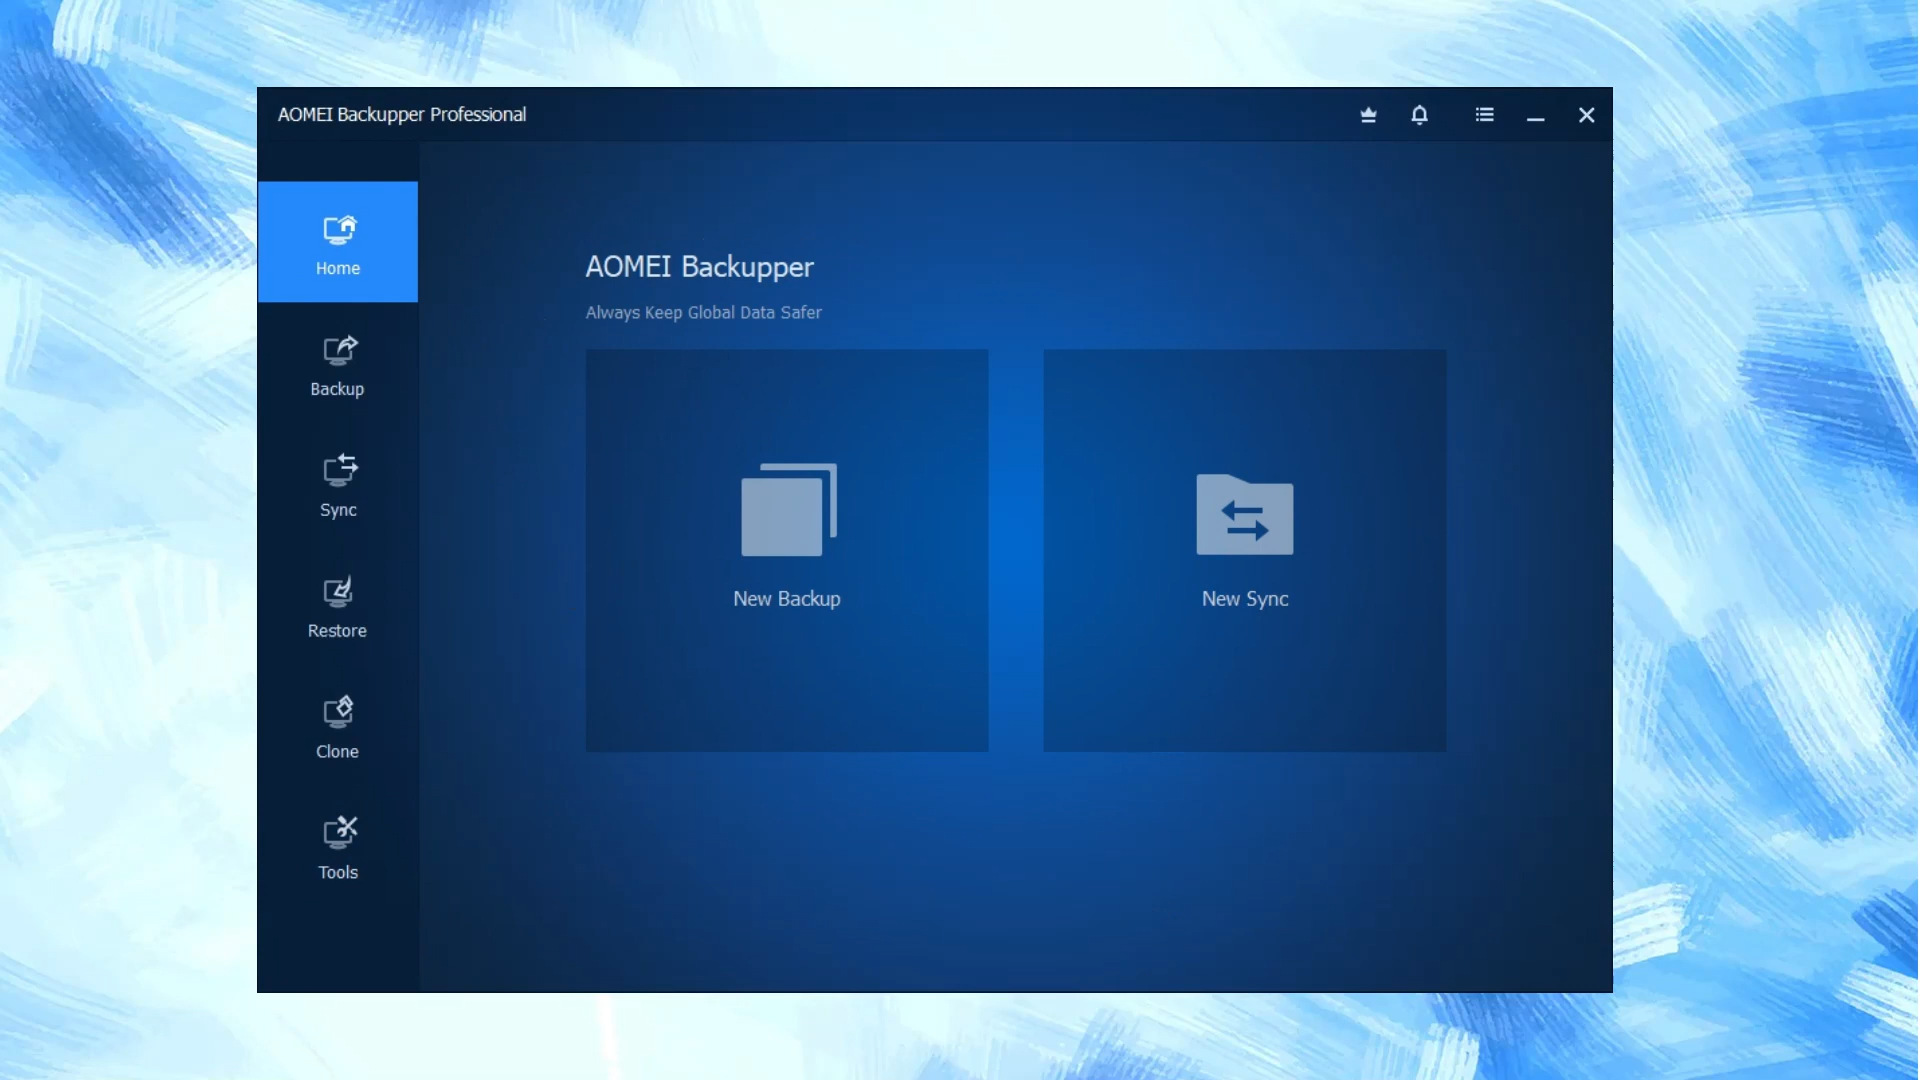 AOMEI Backupper Professional
Home
Backup
Sync
Restore
Clone
Tools
AOMEI Backupper
Always Keep Global Data Safer
New Backup
New Sync